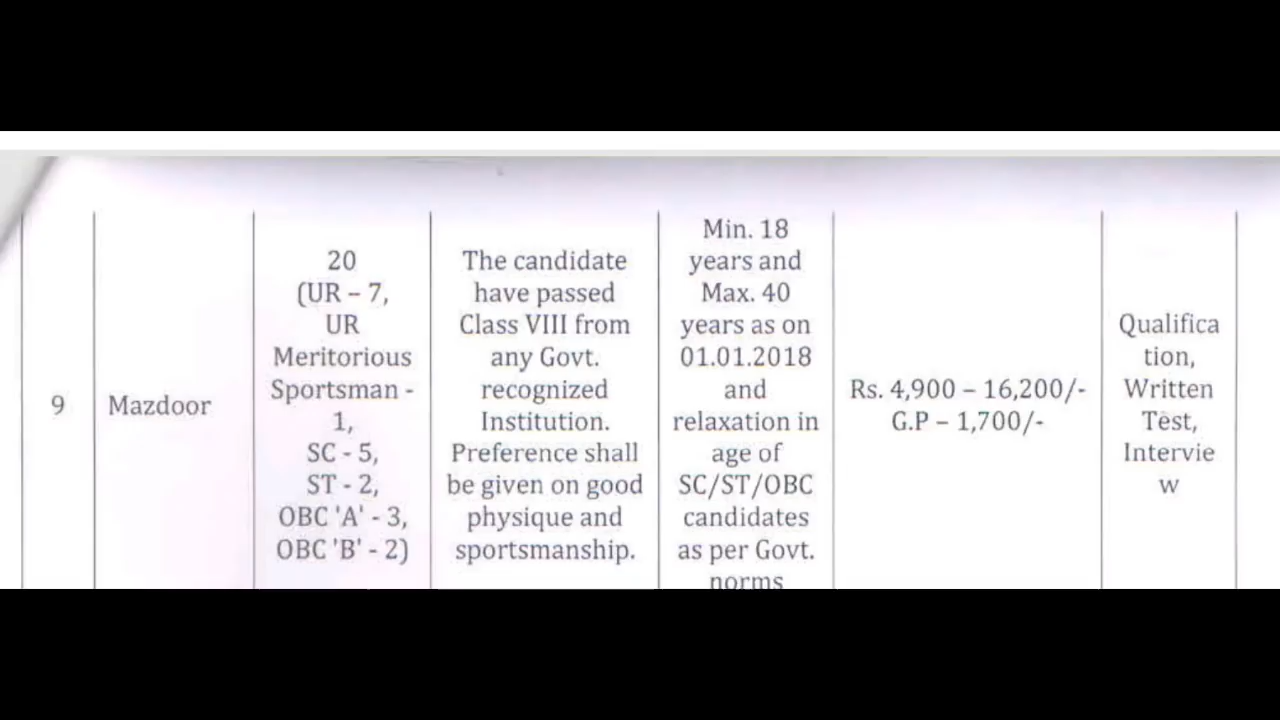 9
Mazdoor
20
(UR – 7,
UR
Meritorious
Sportsman -
1,
SC - 5,
ST - 2,
OBC 'A' - 3,
OBC 'B' - 2)
The candidate
have passed
Class VIII from
any Govt.
recognized
Institution.
Preference shall
be given on good
physique and
sportsmanship.
Min. 18
years and
Max. 40
years as on
01.01.2018
and
relaxation in
age of
SC/ST/OBC
candidates
as per Govt.
norms
Rs. 4,900 – 16,200/-
G.P – 1,700/-
Qualifica
tion,
Written
Test,
Intervie
w